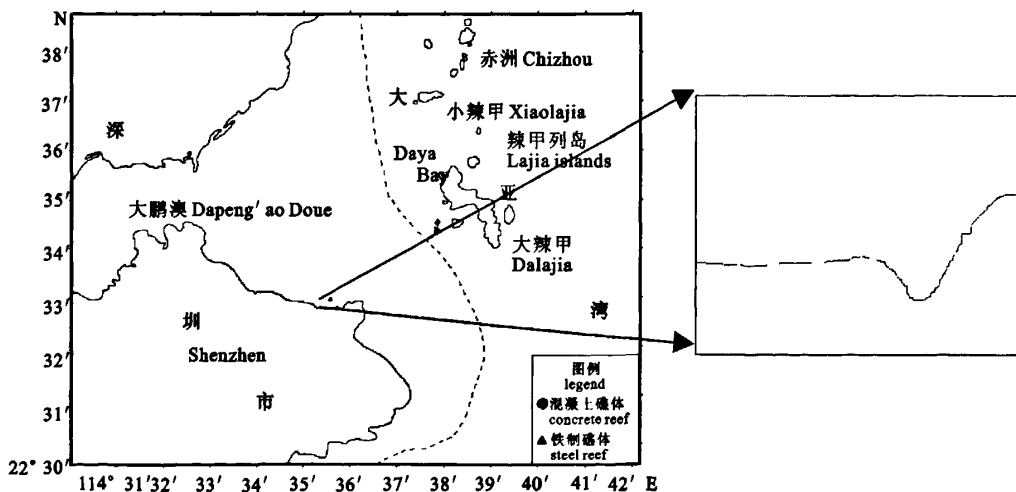 N
38′
37′
36′
35′
34′
33′
32′
31′
22° 30′
114° 31′ 32′ 33′ 34′ 35′ 36′ 37′ 38′ 39′ 40′ 41′ 42′ E
赤洲 Chizhou
大
小辣甲 Xiaolajia
深
辣甲列岛
Lajia islands
Daya
Bay
亚
大鹏澳 Dapeng′ ao Doue
大辣甲
Dalajia
湾
圳
Shenzhen
市
图例
legend
●混凝土礁体
concrete reef
▲铁制礁体
steel reef